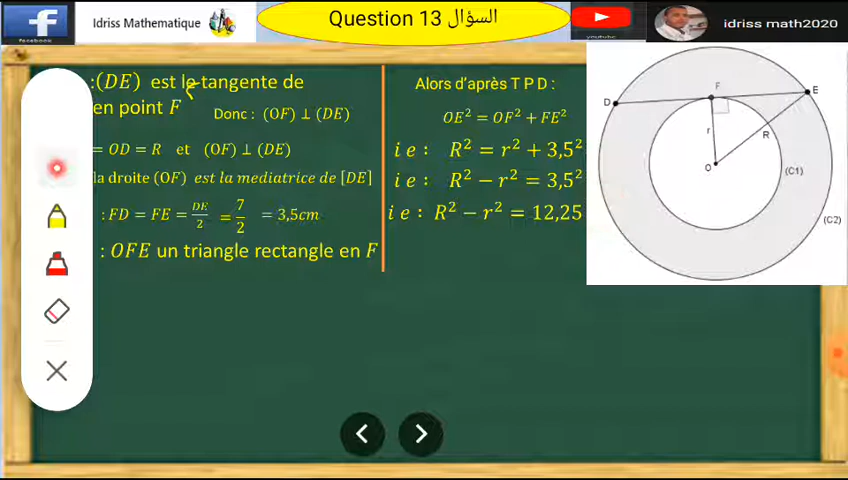 facebook
Idriss Mathematique
Question 13 السؤال
youtube
idriss math2020
: (DE) est le tangente de
en point F
Donc : (OF) ⊥ (DE)
= OD = R et (OF) ⊥ (DE)
la droite (OF) est la mediatrice de [DE]
: FD = FE = DE/2 = 7/2 = 3,5cm
: OFE un triangle rectangle en F
Alors d'après T P D :
OE² = OF² + FE²
i e : R² = r² + 3,5²
i e : R² − r² = 3,5²
i e : R² − r² = 12,25
D
F
E
r
R
O
(C1)
(C2)